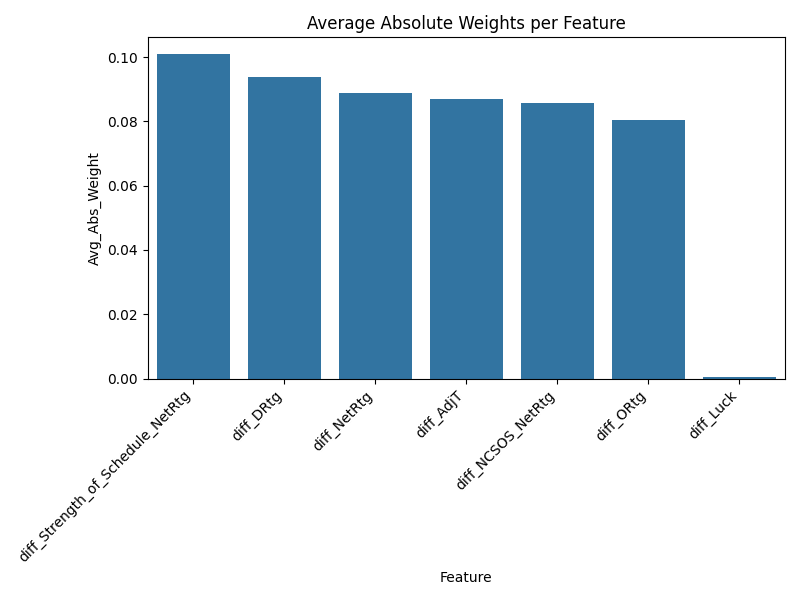 Average Absolute Weights per Feature
Avg_Abs_Weight
0.10
0.08
0.06
0.04
0.02
0.00
diff_Strength_of_Schedule_NetRtg
diff_DRtg
diff_NetRtg
diff_AdjT
diff_NCSOS_NetRtg
diff_ORtg
diff_Luck
Feature